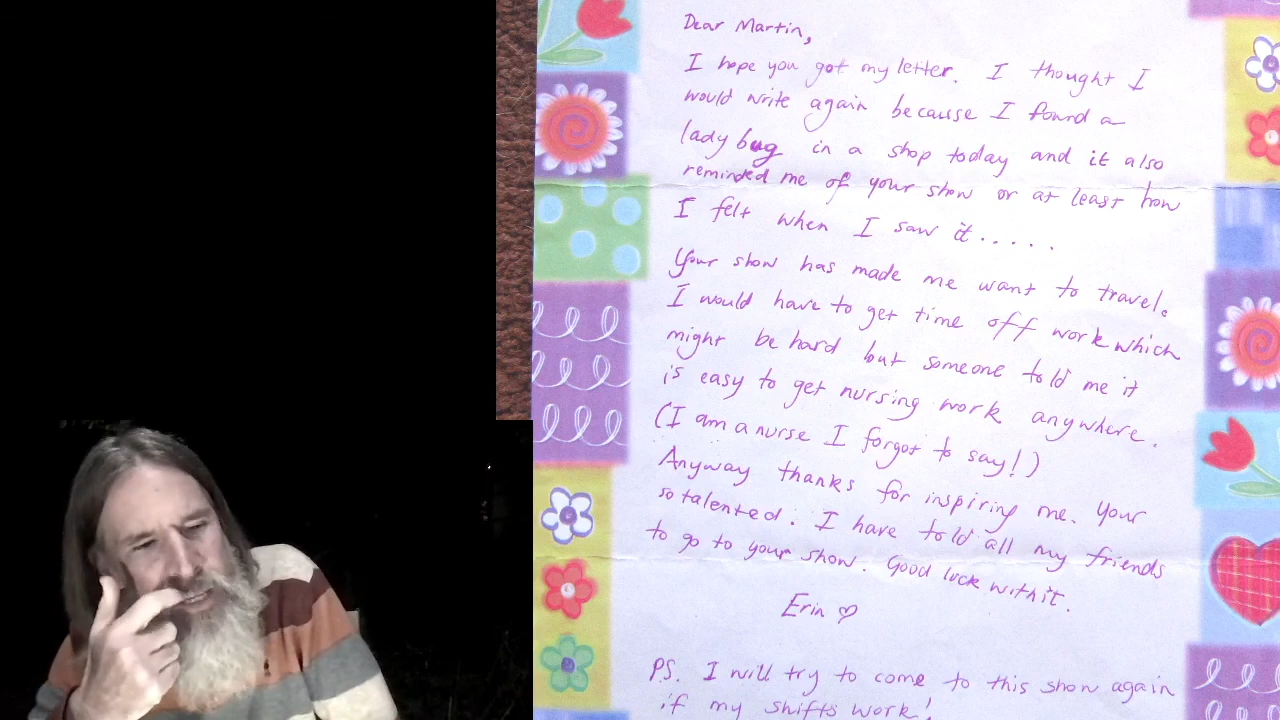 Dear Martin,
I hope you got my letter. I thought I
would write again because I found a
lady bug in a shop today and it also
reminded me of your show or at least how
I felt when I saw it.....
Your show has made me want to travel.
I would have to get time off work which
might be hard but someone told me it
is easy to get nursing work anywhere.
(I am a nurse I forgot to say!)
Anyway thanks for inspiring me. Your
so talented. I have told all my friends
to go to your show. Good luck with it.
Erin ♡
P.S. I will try to come to this show again
if my shifts work!